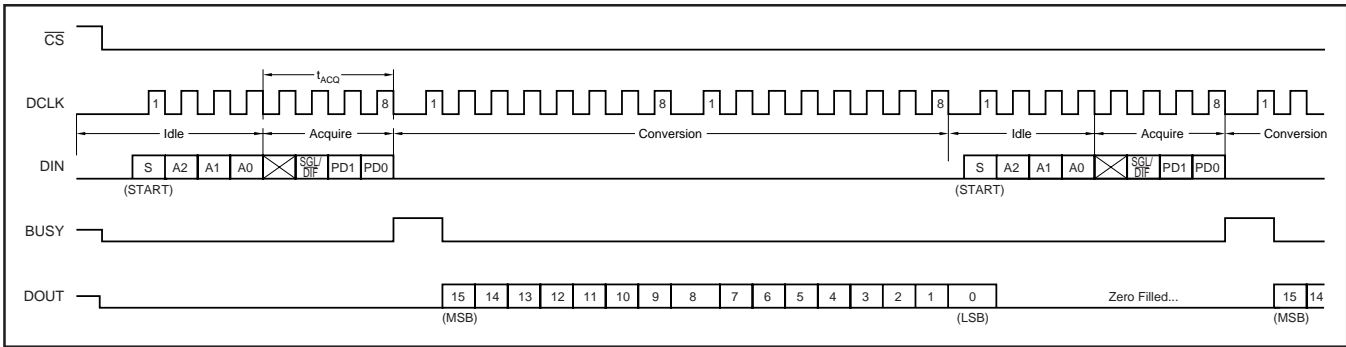 CS
tACQ
DCLK 1 8 1 8 1 8 1 8 1
Idle Acquire Conversion Idle Acquire Conversion
DIN S A2 A1 A0 SGL/DIF PD1 PD0 S A2 A1 A0 SGL/DIF PD1 PD0
(START) (START)
BUSY
DOUT 15 14 13 12 11 10 9 8 7 6 5 4 3 2 1 0 Zero Filled... 15 14
(MSB) (LSB) (MSB)